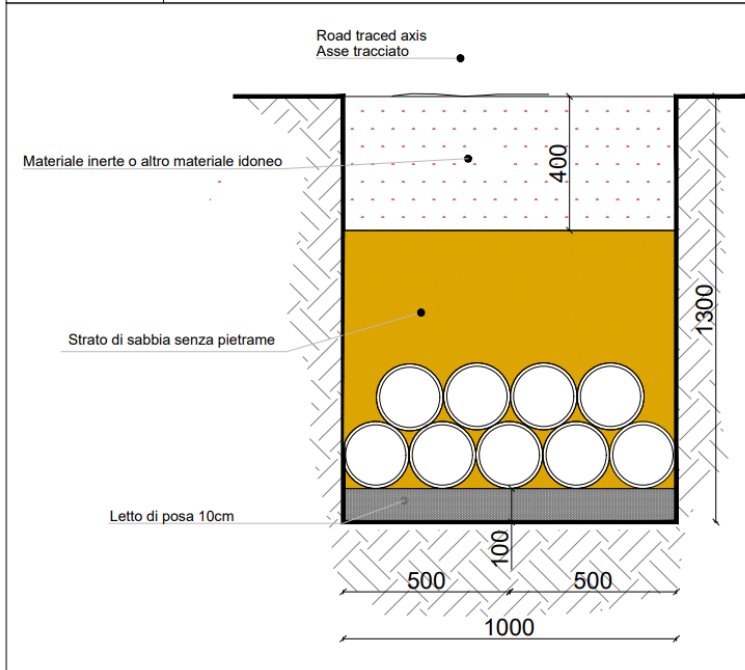 Road traced axis
Asse tracciato
Materiale inerte o altro materiale idoneo
400
1300
Strato di sabbia senza pietrame
Letto di posa 10cm
100
500 500
1000